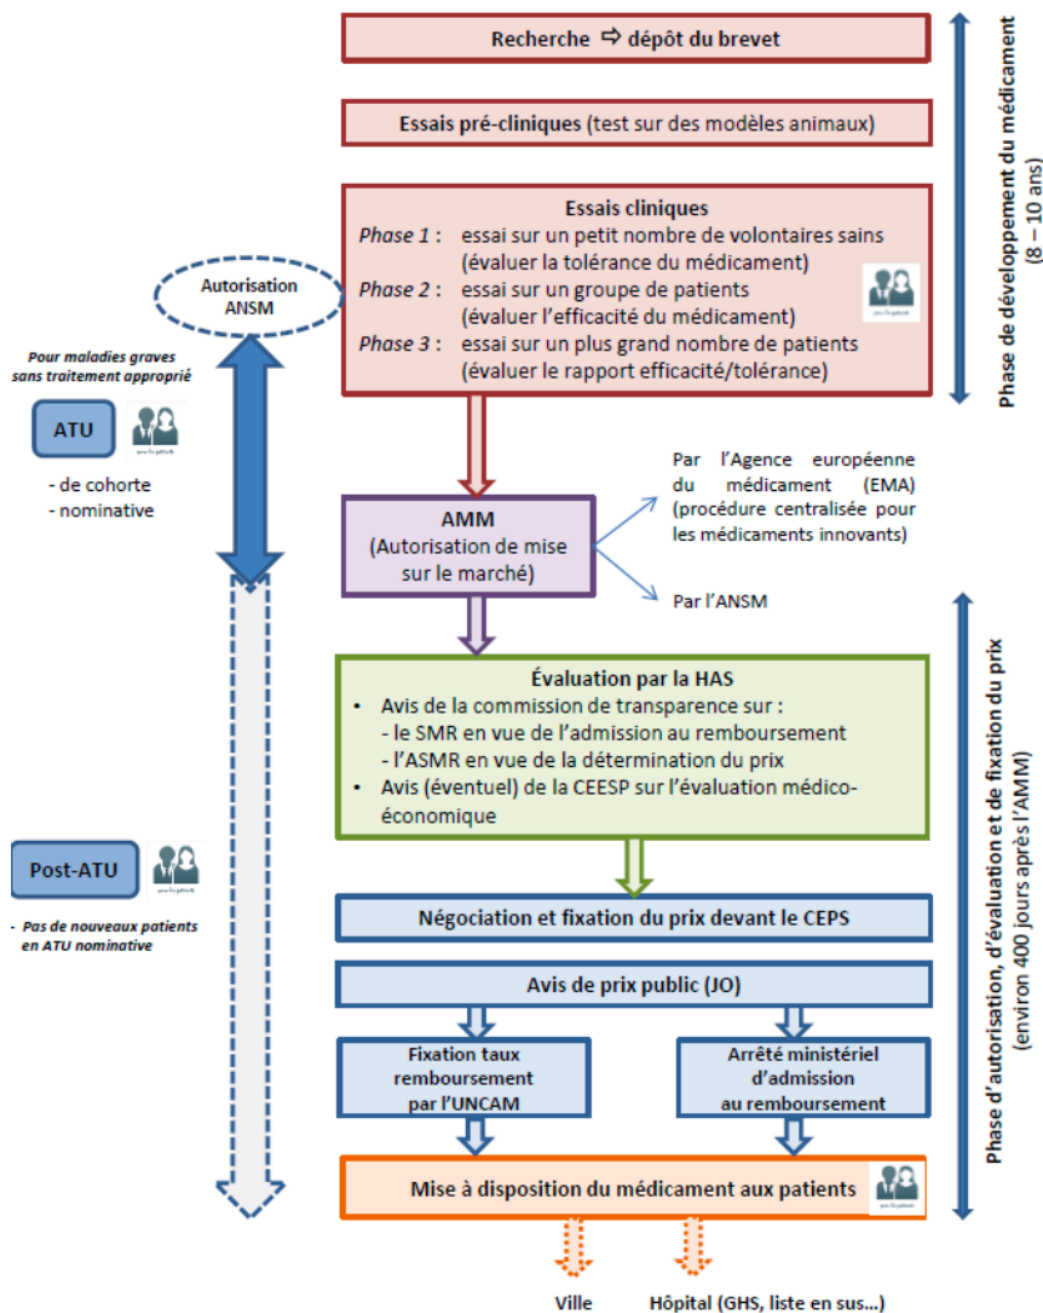 Recherche ⇨ dépôt du brevet
Essais pré-cliniques (test sur des modèles animaux)
Essais cliniques
Phase 1 : essai sur un petit nombre de volontaires sains
(évaluer la tolérance du médicament)
Phase 2 : essai sur un groupe de patients
(évaluer l'efficacité du médicament)
Phase 3 : essai sur un plus grand nombre de patients
(évaluer le rapport efficacité/tolérance)
Phase de développement du médicament
(8 – 10 ans)
Autorisation
ANSM
Pour maladies graves
sans traitement approprié
ATU
- de cohorte
- nominative
AMM
(Autorisation de mise
sur le marché)
Par l'Agence européenne
du médicament (EMA)
(procédure centralisée pour
les médicaments innovants)
Par l'ANSM
Évaluation par la HAS
• Avis de la commission de transparence sur :
- le SMR en vue de l'admission au remboursement
- l'ASMR en vue de la détermination du prix
• Avis (éventuel) de la CEESP sur l'évaluation médico-
économique
Post-ATU
- Pas de nouveaux patients
en ATU nominative
Négociation et fixation du prix devant le CEPS
Avis de prix public (JO)
Fixation taux
remboursement
par l'UNCAM
Arrêté ministériel
d'admission
au remboursement
Mise à disposition du médicament aux patients
Phase d'autorisation, d'évaluation et de fixation du prix
(environ 400 jours après l'AMM)
Ville
Hôpital (GHS, liste en sus...)